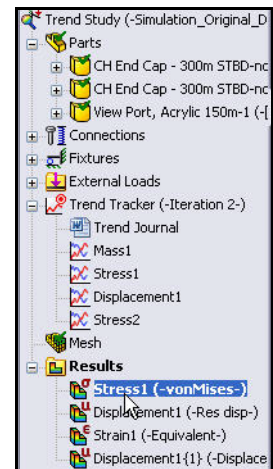 Trend Study (-Simulation_Original_D
Parts
CH End Cap - 300m STBD-nc
CH End Cap - 300m STBD-nc
View Port, Acrylic 150m-1 (-[
Connections
Fixtures
External Loads
Trend Tracker (-Iteration 2-)
Trend Journal
Mass1
Stress1
Displacement1
Stress2
Mesh
Results
Stress1 (-vonMises-)
Displacement1 (-Res disp-)
Strain1 (-Equivalent-)
Displacement1{1} (-Displace